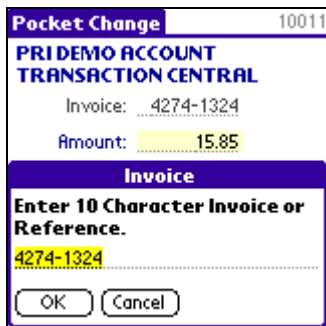 Pocket Change 10011
PRI DEMO ACCOUNT
TRANSACTION CENTRAL
Invoice: 4274-1324
Amount: 15.85
Invoice
Enter 10 Character Invoice or
Reference.
4274-1324
OK Cancel